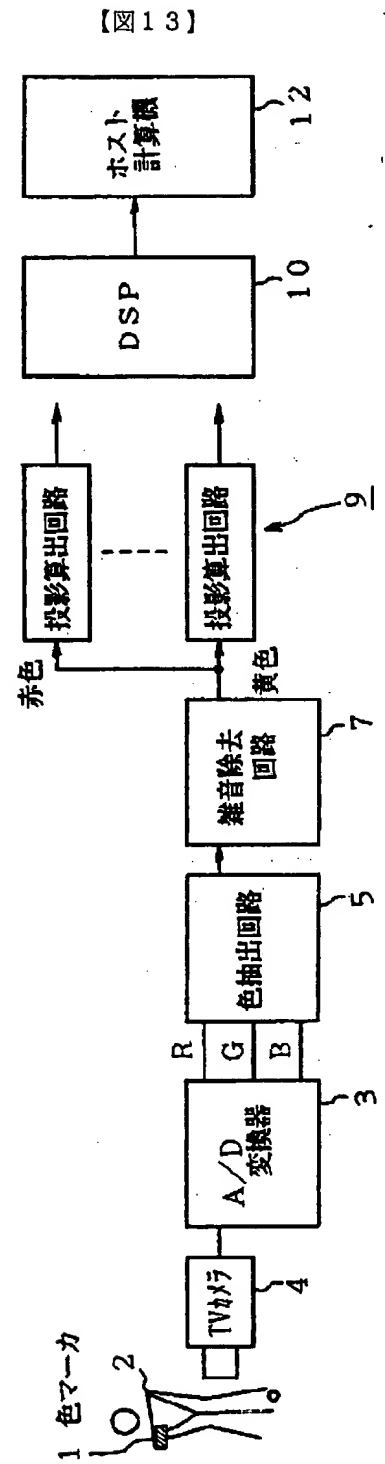 【図13】
1
色マーカ
2
TVカメラ
4
A/D
変換器
3
R
G
B
色抽出回路
5
雑音除去
回路
7
赤色
黄色
投影算出回路
投影算出回路
9
DSP
10
ホスト
計算機
12